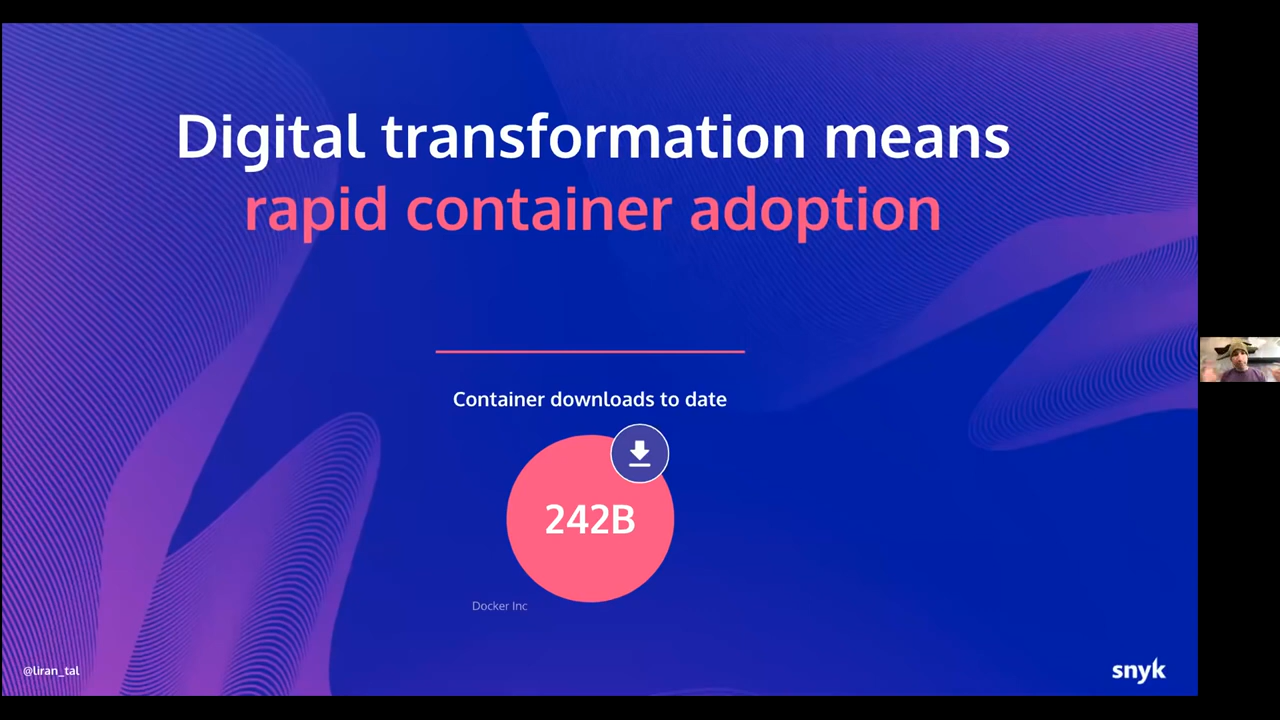 Digital transformation means
rapid container adoption
Container downloads to date
242B
Docker Inc
@liran_tal
snyk